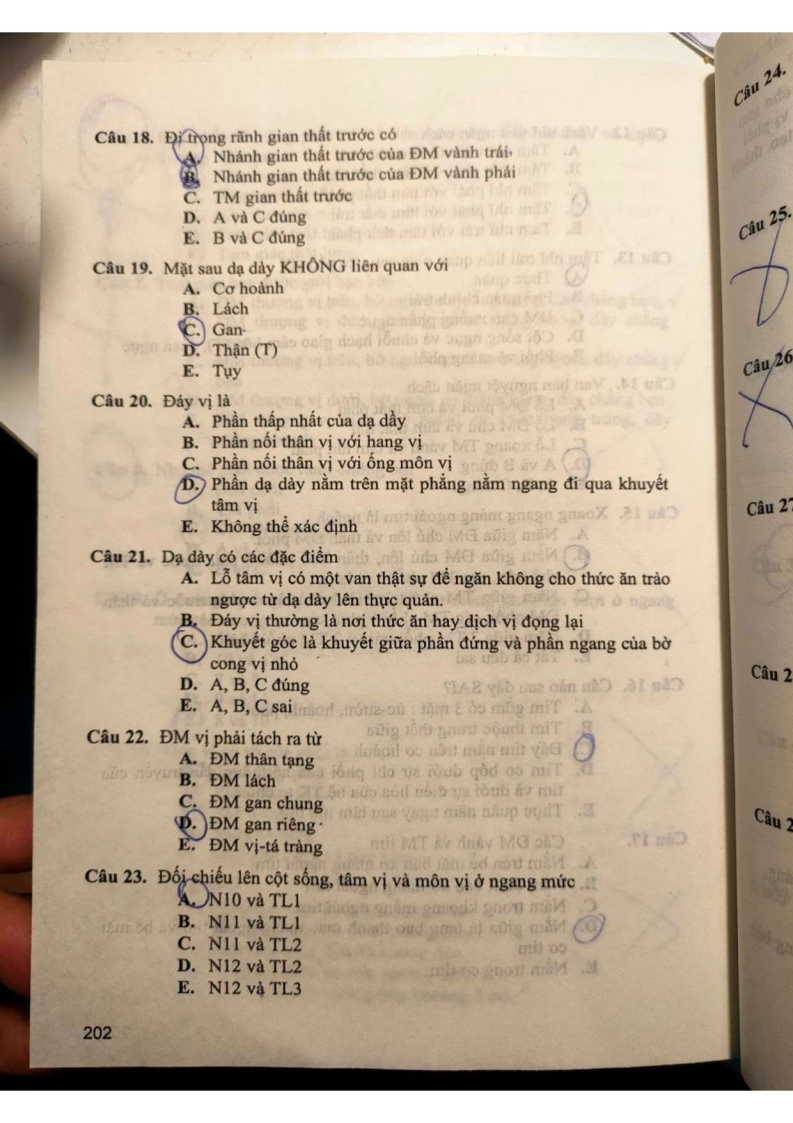 Câu 18. Đi trong rãnh gian thất trước có
A. Nhánh gian thất trước của ĐM vành trái
B. Nhánh gian thất trước của ĐM vành phải
C. TM gian thất trước
D. A và C đúng
E. B và C đúng
Câu 19. Mặt sau dạ dày KHÔNG liên quan với
A. Cơ hoành
B. Lách
C. Gan
D. Thận (T)
E. Tụy
Câu 20. Đáy vị là
A. Phần thấp nhất của dạ dầy
B. Phần nối thân vị với hang vị
C. Phần nối thân vị với ống môn vị
D. Phần dạ dày nằm trên mặt phẳng nằm ngang đi qua khuyết
tâm vị
E. Không thể xác định
Câu 21. Dạ dày có các đặc điểm
A. Lỗ tâm vị có một van thật sự để ngăn không cho thức ăn trào
ngược từ dạ dày lên thực quản.
B. Đáy vị thường là nơi thức ăn hay dịch vị đọng lại
C. Khuyết góc là khuyết giữa phần đứng và phần ngang của bờ
cong vị nhỏ
D. A, B, C đúng
E. A, B, C sai
Câu 22. ĐM vị phải tách ra từ
A. ĐM thân tạng
B. ĐM lách
C. ĐM gan chung
D. ĐM gan riêng
E. ĐM vị-tá tràng
Câu 23. Đối chiếu lên cột sống, tâm vị và môn vị ở ngang mức
A. N10 và TL1
B. N11 và TL1
C. N11 và TL2
D. N12 và TL2
E. N12 và TL3
202
Câu 24.
Câu 25.
Câu 26
Câu 27
Câu 2
Câu 2